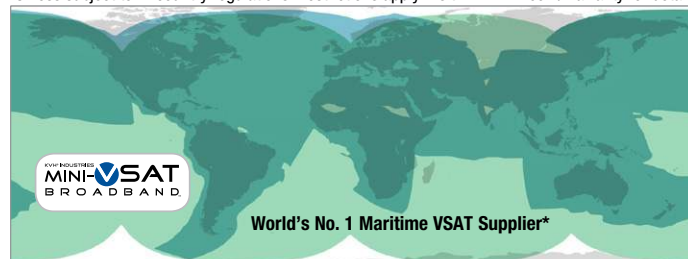 KVH® INDUSTRIES
MINI-VSAT
BROADBAND
World's No. 1 Maritime VSAT Supplier*